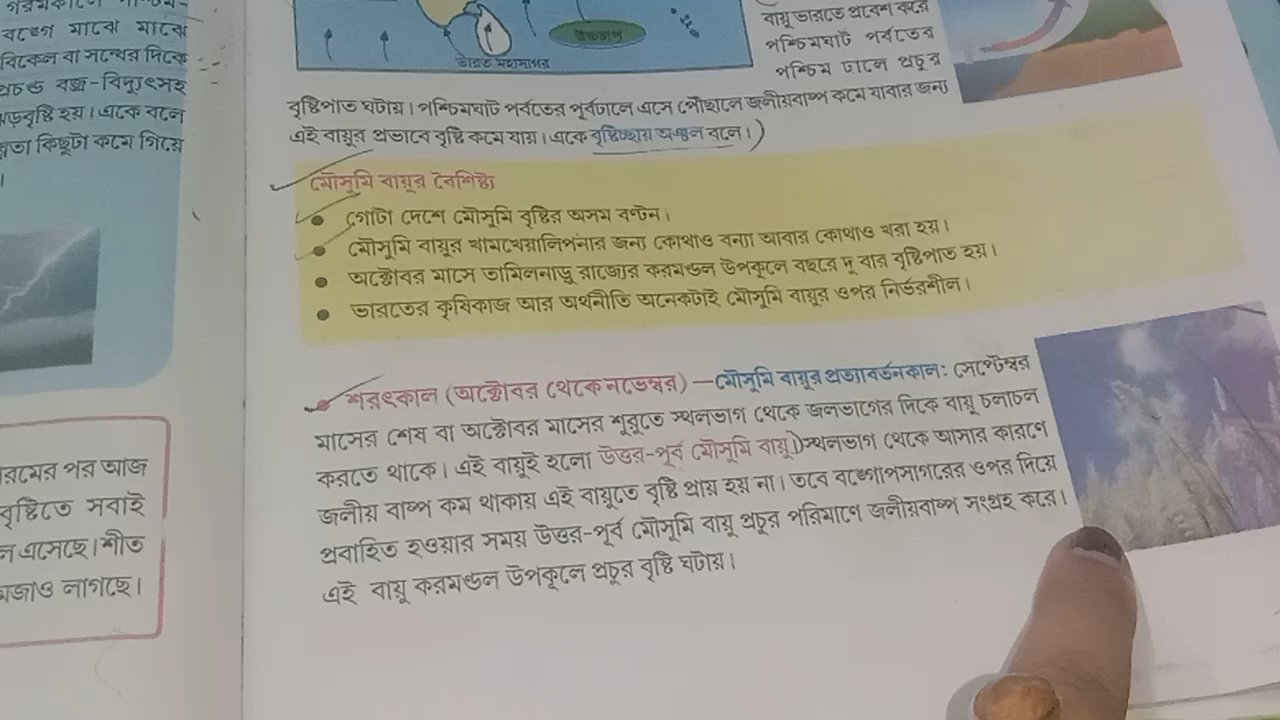 বঙ্গে মাঝে মাঝে
বিকেল বা সন্ধের দিকে
প্রচণ্ড বজ্র-বিদ্যুৎসহ
ঝড়বৃষ্টি হয়। একে বলে
কিছুটা কমে গিয়ে
।
গরমের পর আজ
বৃষ্টিতে সবাই
এসেছে। শীত
মজাও লাগছে।
ভারত মহাসাগর
বায়ু ভারতে প্রবেশ করে
পশ্চিমঘাট পর্বতের
পশ্চিম ঢালে প্রচুর
বৃষ্টিপাত ঘটায়। পশ্চিমঘাট পর্বতের পূর্বঢালে এসে পৌঁছালে জলীয়বাষ্প কমে যাবার জন্য
এই বায়ুর প্রভাবে বৃষ্টি কমে যায়। একে বৃষ্টিচ্ছায় অঞ্চল বলে।)
মৌসুমি বায়ুর বৈশিষ্ট্য
● গোটা দেশে মৌসুমি বৃষ্টির অসম বণ্টন।
● মৌসুমি বায়ুর খামখেয়ালিপনার জন্য কোথাও বন্যা আবার কোথাও খরা হয়।
● অক্টোবর মাসে তামিলনাড়ু রাজ্যের করমণ্ডল উপকূলে বছরে দু বার বৃষ্টিপাত হয়।
● ভারতের কৃষিকাজ আর অর্থনীতি অনেকটাই মৌসুমি বায়ুর ওপর নির্ভরশীল।
● শরৎকাল (অক্টোবর থেকে নভেম্বর) —মৌসুমি বায়ুর প্রত্যাবর্তনকাল: সেপ্টেম্বর
মাসের শেষ বা অক্টোবর মাসের শুরুতে স্থলভাগ থেকে জলভাগের দিকে বায়ু চলাচল
করতে থাকে। এই বায়ুই হলো উত্তর-পূর্ব মৌসুমি বায়ু।)স্থলভাগ থেকে আসার কারণে
জলীয় বাষ্প কম থাকায় এই বায়ুতে বৃষ্টি প্রায় হয় না। তবে বঙ্গোপসাগরের ওপর দিয়ে
প্রবাহিত হওয়ার সময় উত্তর-পূর্ব মৌসুমি বায়ু প্রচুর পরিমাণে জলীয়বাষ্প সংগ্রহ করে।
এই বায়ু করমণ্ডল উপকূলে প্রচুর বৃষ্টি ঘটায়।